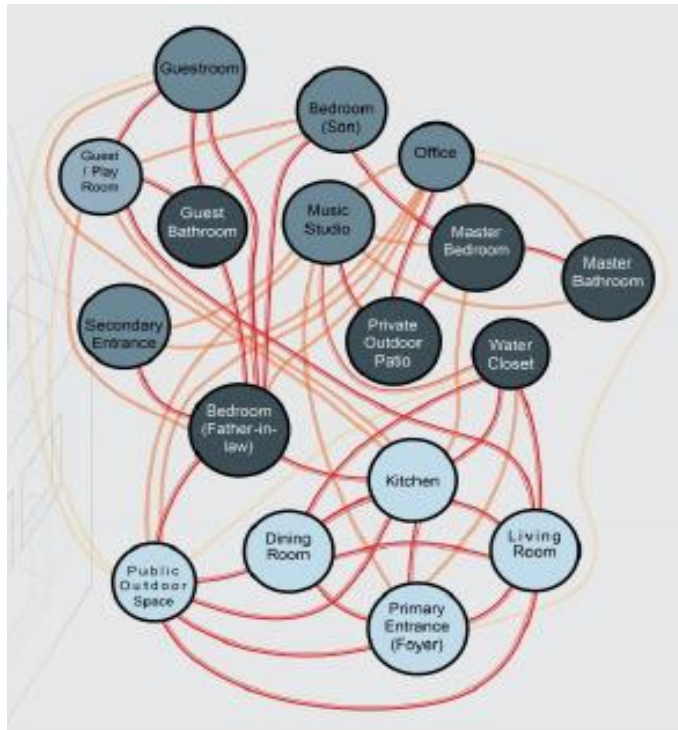 Guestroom
Bedroom
(Son)
Office
Guest
/ Play
Room
Guest
Bathroom
Music
Studio
Master
Bedroom
Master
Bathroom
Secondary
Entrance
Private
Outdoor
Patio
Water
Closet
Bedroom
(Father-in-
law)
Kitchen
Dining
Room
Living
Room
Public
Outdoor
Space
Primary
Entrance
(Foyer)